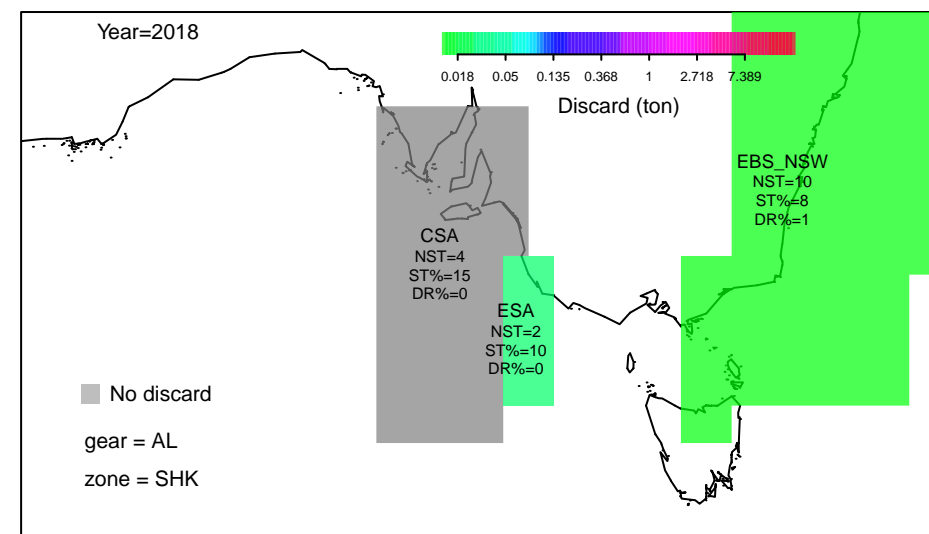 Year=2018
0.018 0.05 0.135 0.368 1 2.718 7.389
Discard (ton)
EBS_NSW
NST=10
ST%=8
DR%=1
CSA
NST=4
ST%=15
DR%=0
ESA
NST=2
ST%=10
DR%=0
No discard
gear = AL
zone = SHK